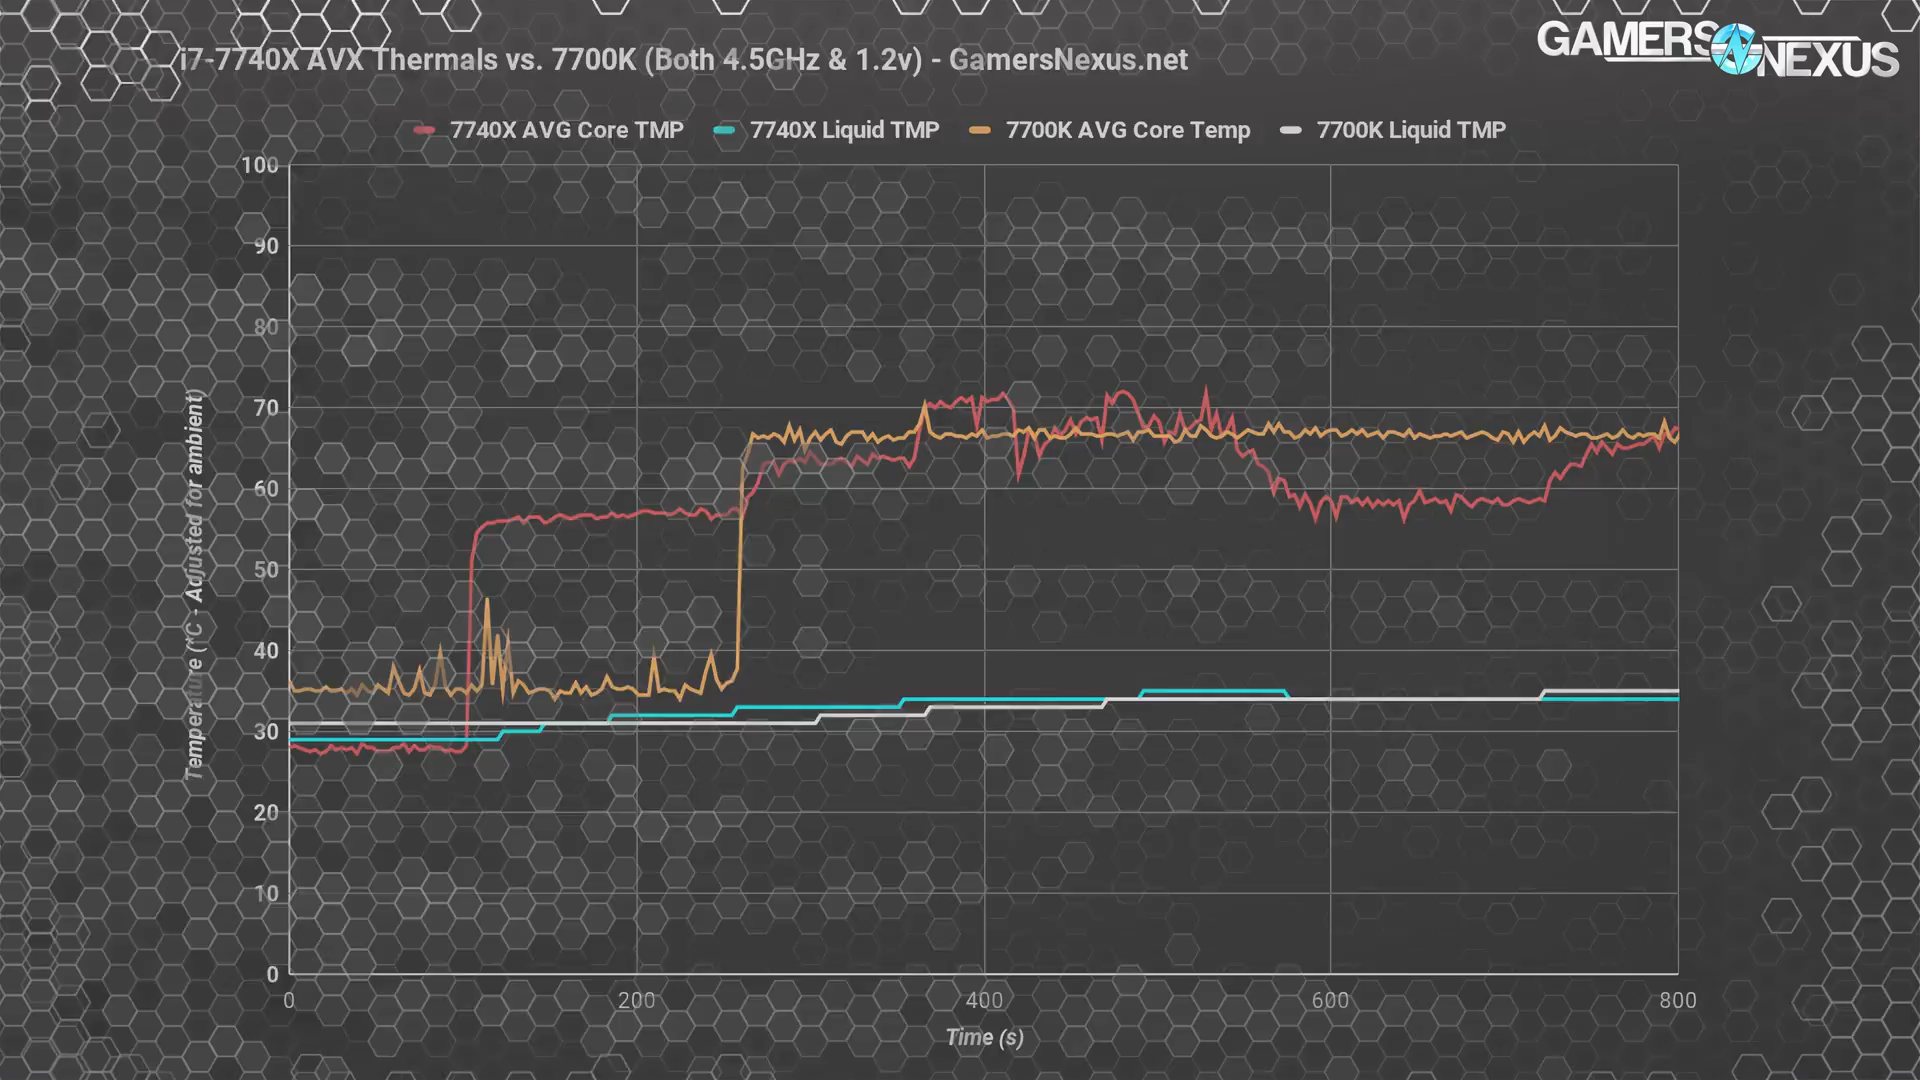 i7-7740X AVX Thermals vs. 7700K (Both 4.5GHz & 1.2v) - GamersNexus.net
GAMERS NEXUS
7740X AVG Core TMP 7740X Liquid TMP 7700K AVG Core Temp 7700K Liquid TMP
100
90
80
70
60
50
40
30
20
10
0
Temperature (*C - Adjusted for ambient)
0 200 400 600 800
Time (s)